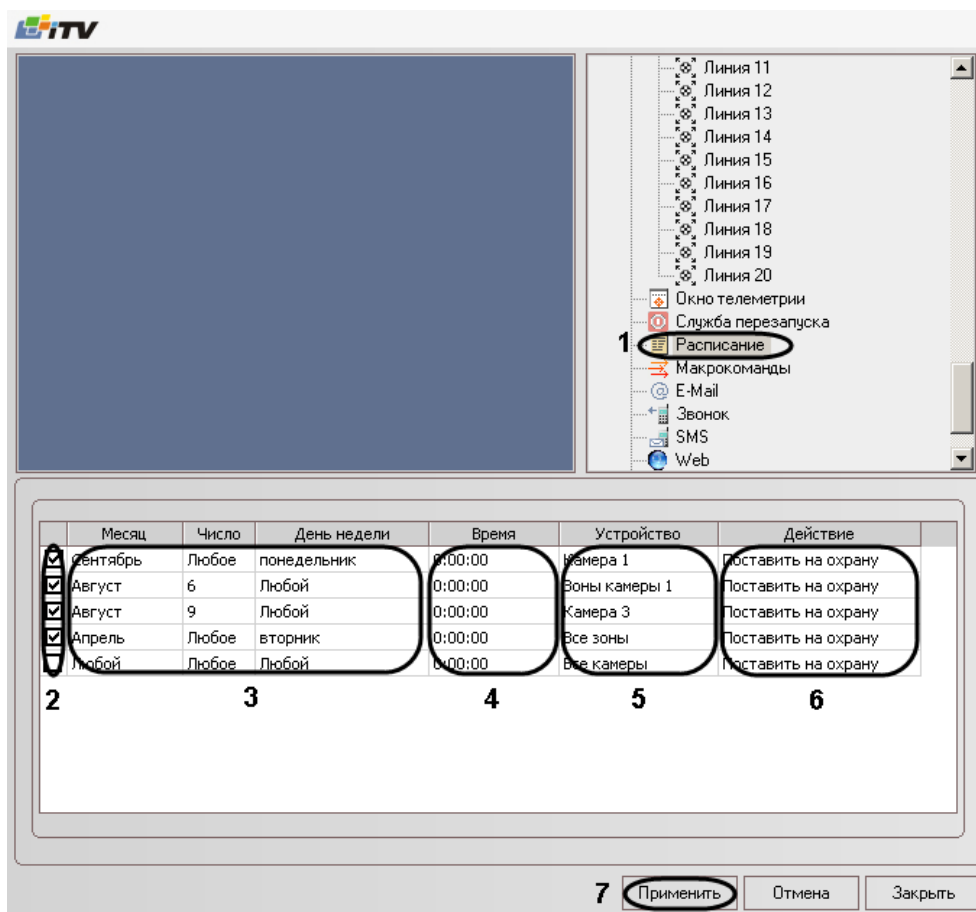 iTV
Линия 11
Линия 12
Линия 13
Линия 14
Линия 15
Линия 16
Линия 17
Линия 18
Линия 19
Линия 20
Окно телеметрии
Служба перезапуска
1 Расписание
Макрокоманды
E-Mail
Звонок
SMS
Web
Месяц Число День недели Время Устройство Действие
Сентябрь Любое понедельник 0:00:00 Камера 1 Поставить на охрану
Август 6 Любой 0:00:00 Зоны камеры 1 Поставить на охрану
Август 9 Любой 0:00:00 Камера 3 Поставить на охрану
Апрель Любое вторник 0:00:00 Все зоны Поставить на охрану
Любой Любое Любой 0:00:00 Все камеры Поставить на охрану
2 3 4 5 6
7 Применить Отмена Закрыть